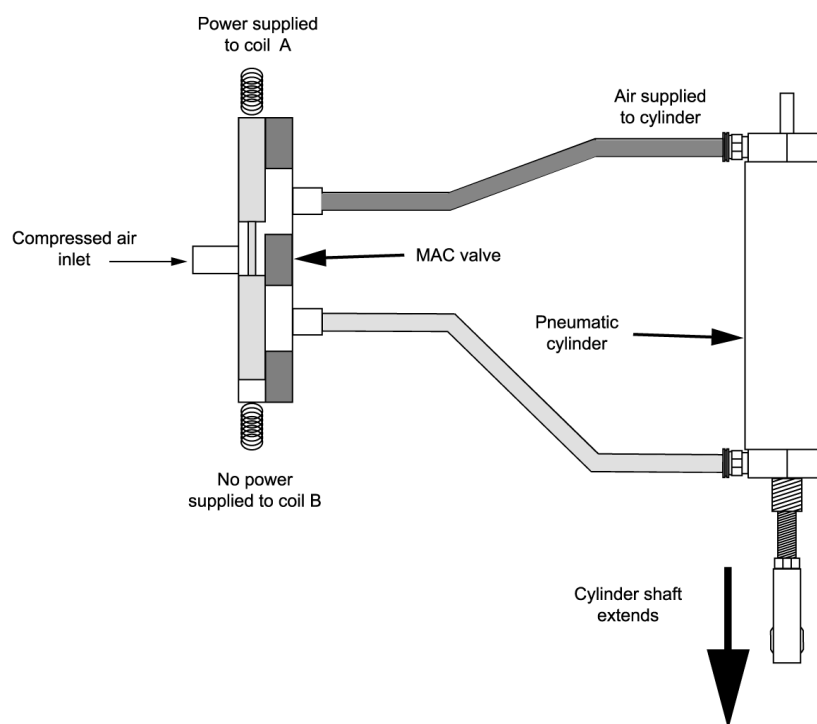 Power supplied
to coil A
Air supplied
to cylinder
Compressed air
inlet
MAC valve
Pneumatic
cylinder
No power
supplied to coil B
Cylinder shaft
extends